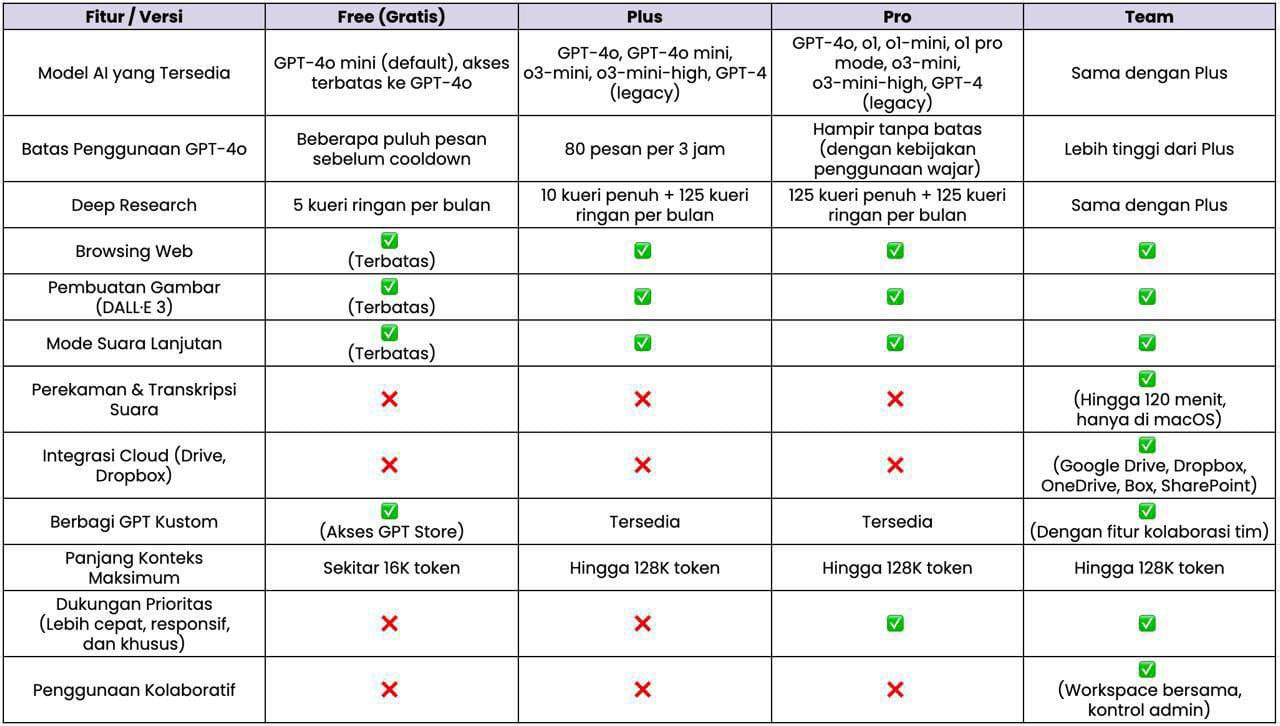 Fitur / Versi
Free (Gratis)
Plus
Pro
Team
Model AI yang Tersedia
GPT-4o mini (default), akses
terbatas ke GPT-4o
GPT-4o, GPT-4o mini,
o3-mini, o3-mini-high, GPT-4
(legacy)
GPT-4o, o1, o1-mini, o1 pro
mode, o3-mini,
o3-mini-high, GPT-4
(legacy)
Sama dengan Plus
Batas Penggunaan GPT-4o
Beberapa puluh pesan
sebelum cooldown
80 pesan per 3 jam
Hampir tanpa batas
(dengan kebijakan
penggunaan wajar)
Lebih tinggi dari Plus
Deep Research
5 kueri ringan per bulan
10 kueri penuh + 125 kueri
ringan per bulan
125 kueri penuh + 125 kueri
ringan per bulan
Sama dengan Plus
Browsing Web
✅
(Terbatas)
✅
✅
✅
Pembuatan Gambar
(DALL·E 3)
✅
(Terbatas)
✅
✅
✅
Mode Suara Lanjutan
✅
(Terbatas)
✅
✅
✅
Perekaman & Transkripsi
Suara
❌
❌
❌
✅
(Hingga 120 menit,
hanya di macOS)
Integrasi Cloud (Drive,
Dropbox)
❌
❌
❌
✅
(Google Drive, Dropbox,
OneDrive, Box, SharePoint)
Berbagi GPT Kustom
✅
(Akses GPT Store)
Tersedia
Tersedia
✅
(Dengan fitur kolaborasi tim)
Panjang Konteks
Maksimum
Sekitar 16K token
Hingga 128K token
Hingga 128K token
Hingga 128K token
Dukungan Prioritas
(Lebih cepat, responsif,
dan khusus)
❌
❌
✅
✅
Penggunaan Kolaboratif
❌
❌
❌
✅
(Workspace bersama,
kontrol admin)